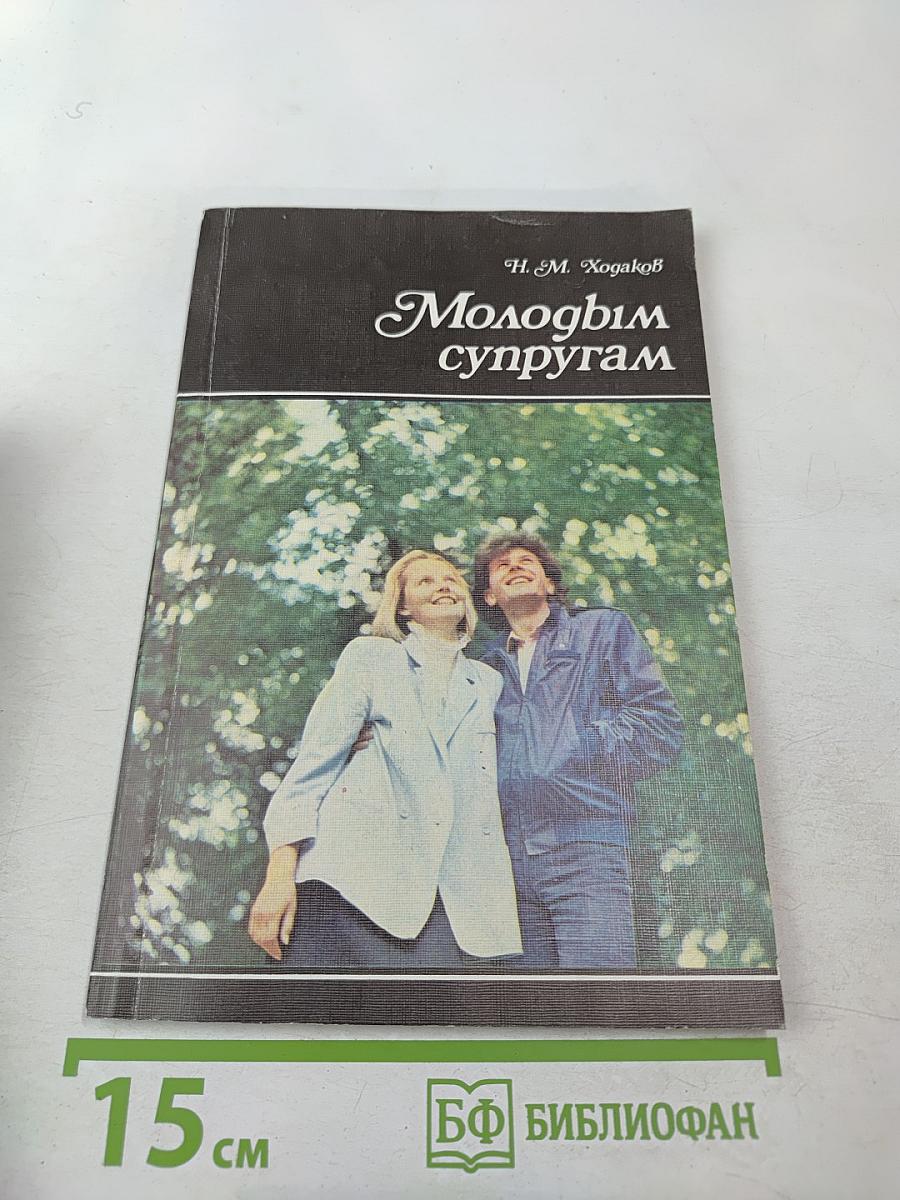 Н. М. Ходаков
Молодым
супругам
15 см
БФ БИБЛИОФАН